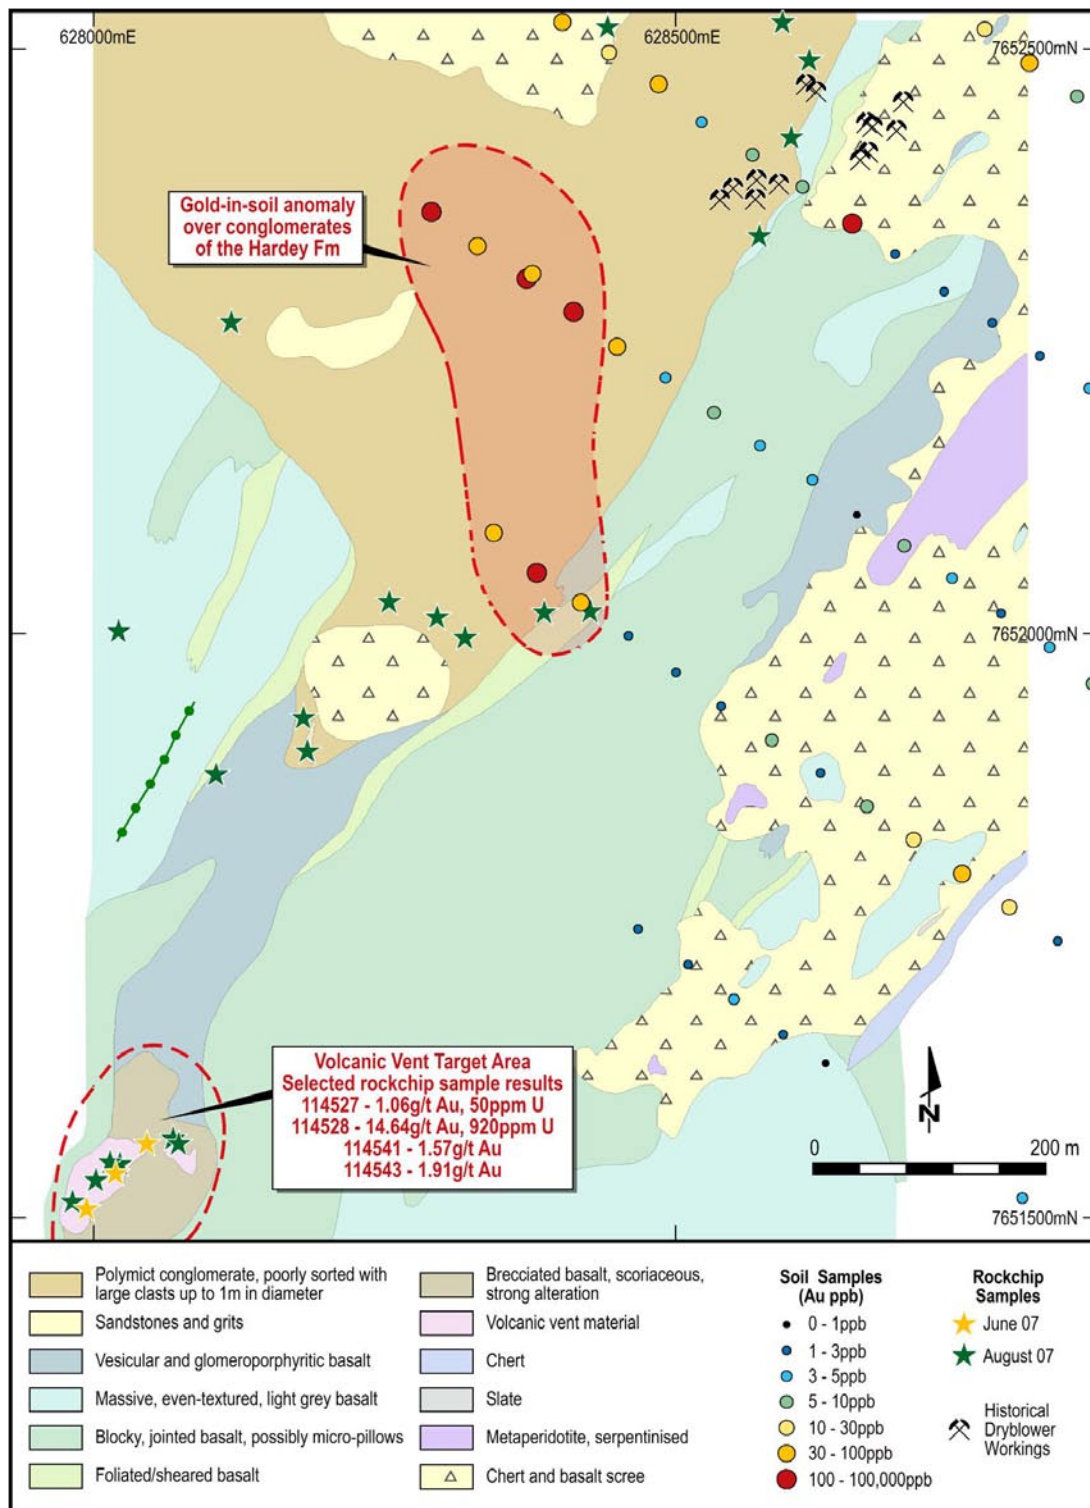 628000mE
628500mE
7652500mN
Gold-in-soil anomaly
over conglomerates
of the Hardey Fm
7652000mN
Volcanic Vent Target Area
Selected rockchip sample results
114527 - 1.06g/t Au, 50ppm U
114528 - 14.64g/t Au, 920ppm U
114541 - 1.57g/t Au
114543 - 1.91g/t Au
N
0 200 m
7651500mN
Polymict conglomerate, poorly sorted with
large clasts up to 1m in diameter
Sandstones and grits
Vesicular and glomeroporphyritic basalt
Massive, even-textured, light grey basalt
Blocky, jointed basalt, possibly micro-pillows
Foliated/sheared basalt
Brecciated basalt, scoriaceous,
strong alteration
Volcanic vent material
Chert
Slate
Metaperidotite, serpentinised
Chert and basalt scree
Soil Samples
(Au ppb)
0 - 1ppb
1 - 3ppb
3 - 5ppb
5 - 10ppb
10 - 30ppb
30 - 100ppb
100 - 100,000ppb
Rockchip
Samples
June 07
August 07
Historical
Dryblower
Workings